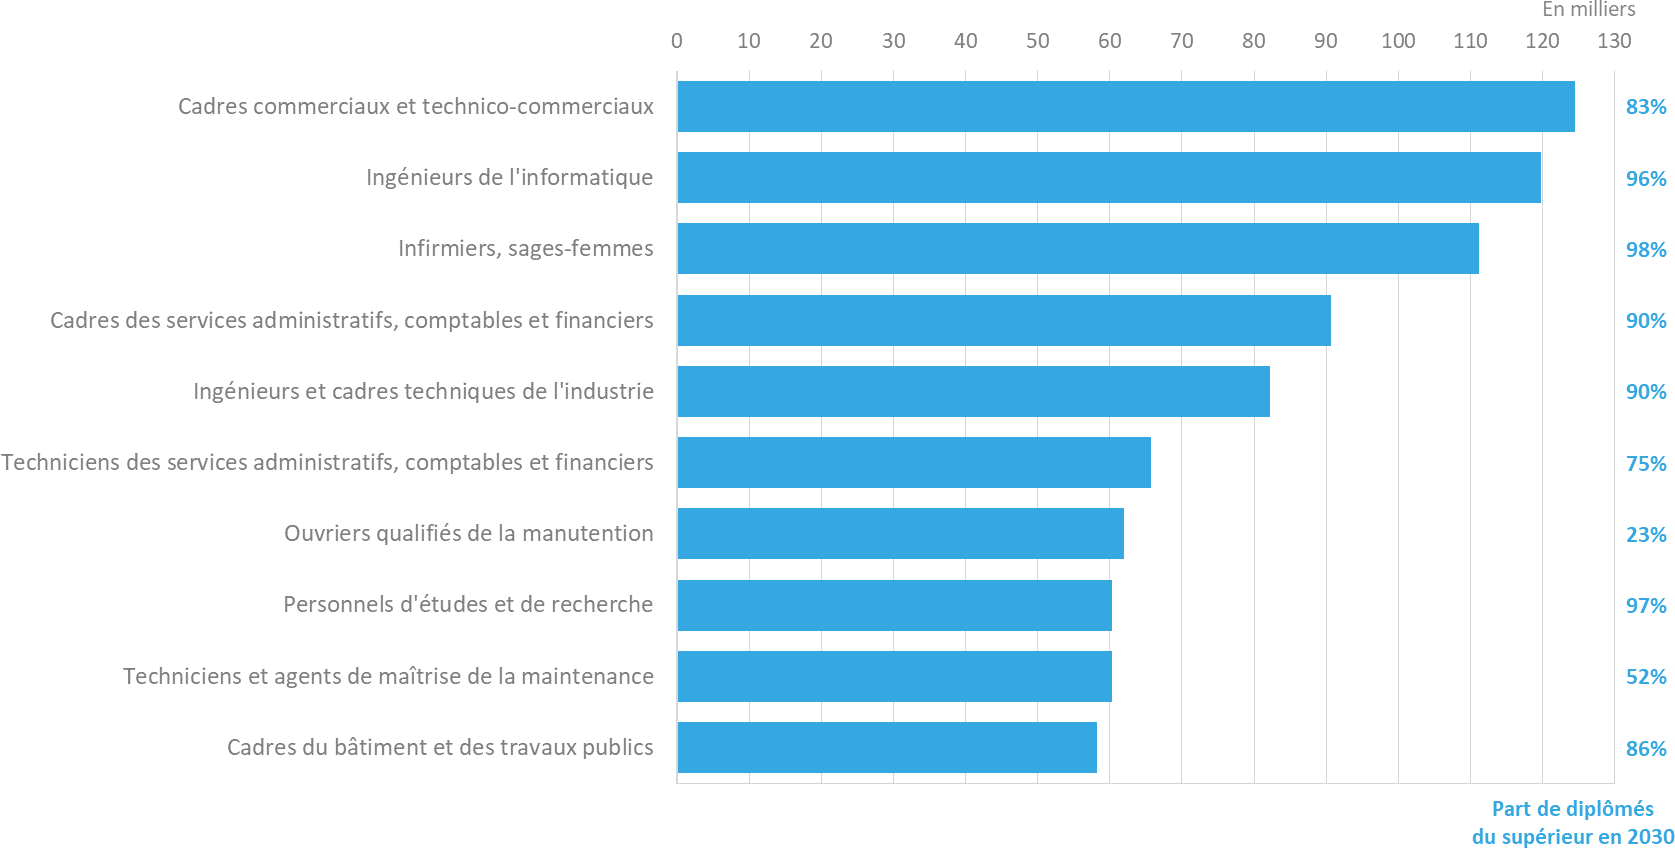 En milliers
0 10 20 30 40 50 60 70 80 90 100 110 120 130
Cadres commerciaux et technico-commerciaux 83%
Ingénieurs de l'informatique 96%
Infirmiers, sages-femmes 98%
Cadres des services administratifs, comptables et financiers 90%
Ingénieurs et cadres techniques de l'industrie 90%
Techniciens des services administratifs, comptables et financiers 75%
Ouvriers qualifiés de la manutention 23%
Personnels d'études et de recherche 97%
Techniciens et agents de maîtrise de la maintenance 52%
Cadres du bâtiment et des travaux publics 86%
Part de diplômés
du supérieur en 2030